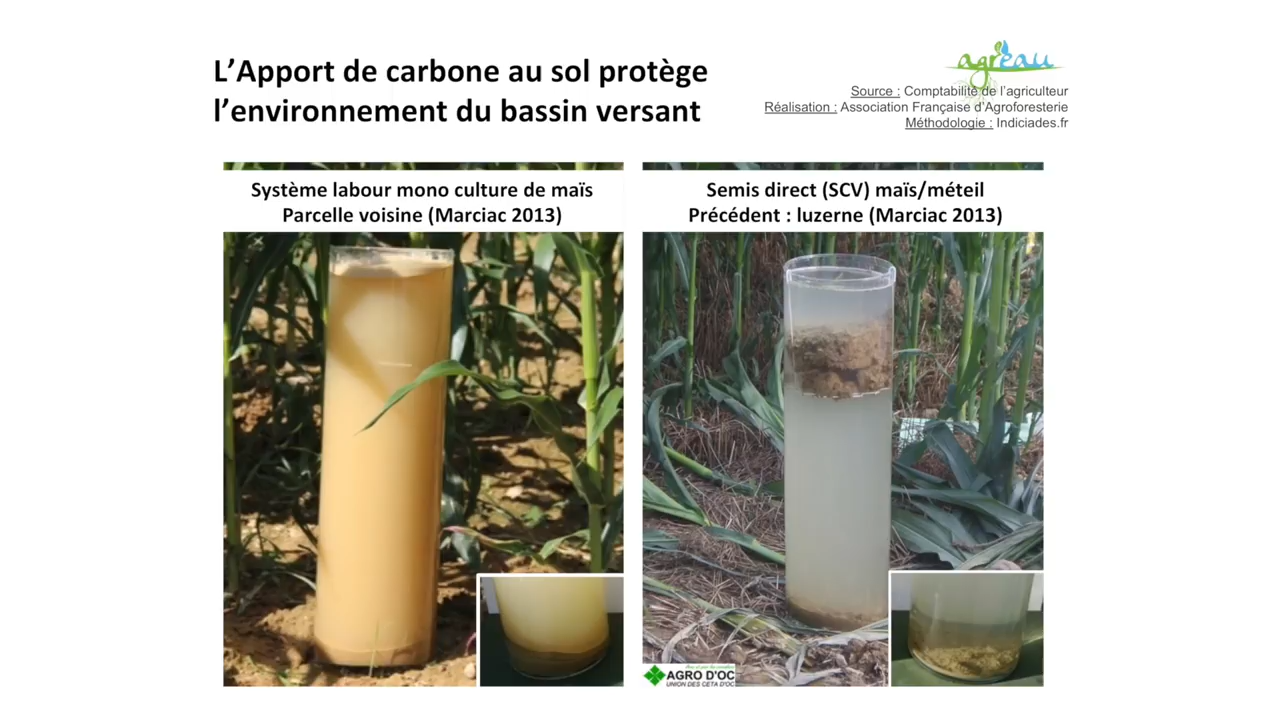 L’Apport de carbone au sol protège
l’environnement du bassin versant
agr'eau
Source : Comptabilité de l’agriculteur
Réalisation : Association Française d’Agroforesterie
Méthodologie : Indiciades.fr
Système labour mono culture de maïs
Parcelle voisine (Marciac 2013)
Semis direct (SCV) maïs/méteil
Précédent : luzerne (Marciac 2013)
AGRO D'OC
UNION DES CETA D'OC